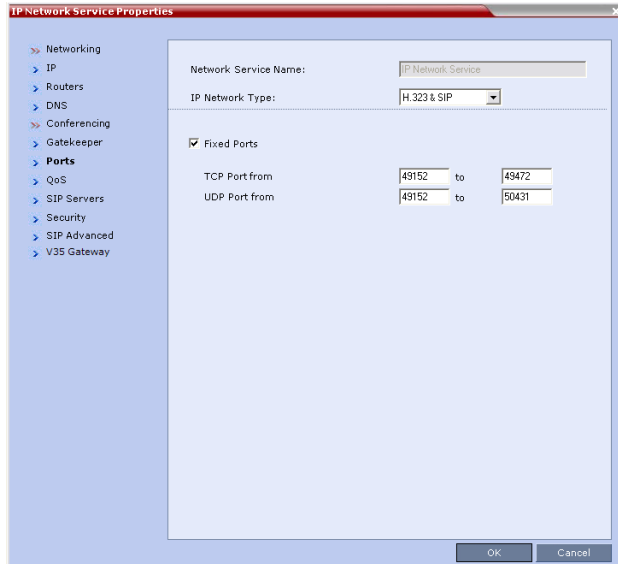 IP Network Service Properties
Networking
IP
Routers
DNS
Conferencing
Gatekeeper
Ports
QoS
SIP Servers
Security
SIP Advanced
V35 Gateway
Network Service Name: IP Network Service
IP Network Type: H.323 & SIP
Fixed Ports
TCP Port from 49152 to 49472
UDP Port from 49152 to 50431
OK Cancel